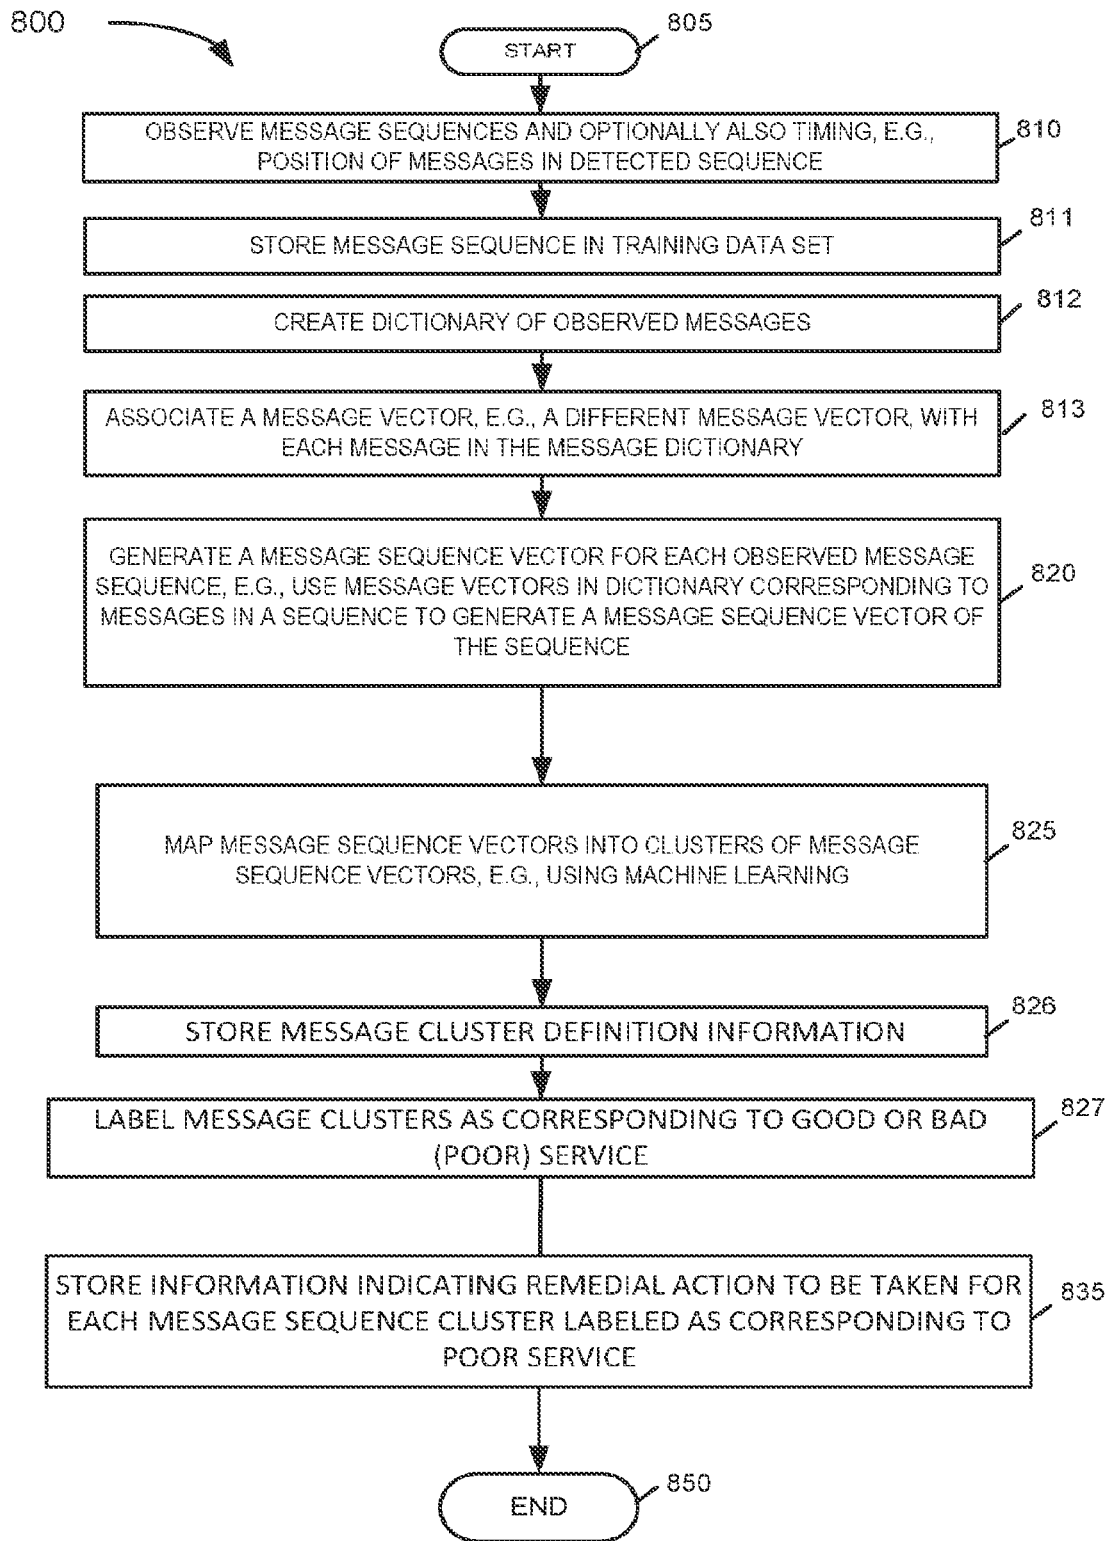 800
START
805
OBSERVE MESSAGE SEQUENCES AND OPTIONALLY ALSO TIMING, E.G.,
POSITION OF MESSAGES IN DETECTED SEQUENCE
810
STORE MESSAGE SEQUENCE IN TRAINING DATA SET
811
CREATE DICTIONARY OF OBSERVED MESSAGES
812
ASSOCIATE A MESSAGE VECTOR, E.G., A DIFFERENT MESSAGE VECTOR, WITH
EACH MESSAGE IN THE MESSAGE DICTIONARY
813
GENERATE A MESSAGE SEQUENCE VECTOR FOR EACH OBSERVED MESSAGE
SEQUENCE, E.G., USE MESSAGE VECTORS IN DICTIONARY CORRESPONDING TO
MESSAGES IN A SEQUENCE TO GENERATE A MESSAGE SEQUENCE VECTOR OF
THE SEQUENCE
820
MAP MESSAGE SEQUENCE VECTORS INTO CLUSTERS OF MESSAGE
SEQUENCE VECTORS, E.G., USING MACHINE LEARNING
825
STORE MESSAGE CLUSTER DEFINITION INFORMATION
826
LABEL MESSAGE CLUSTERS AS CORRESPONDING TO GOOD OR BAD
(POOR) SERVICE
827
STORE INFORMATION INDICATING REMEDIAL ACTION TO BE TAKEN FOR
EACH MESSAGE SEQUENCE CLUSTER LABELED AS CORRESPONDING TO
POOR SERVICE
835
END
850